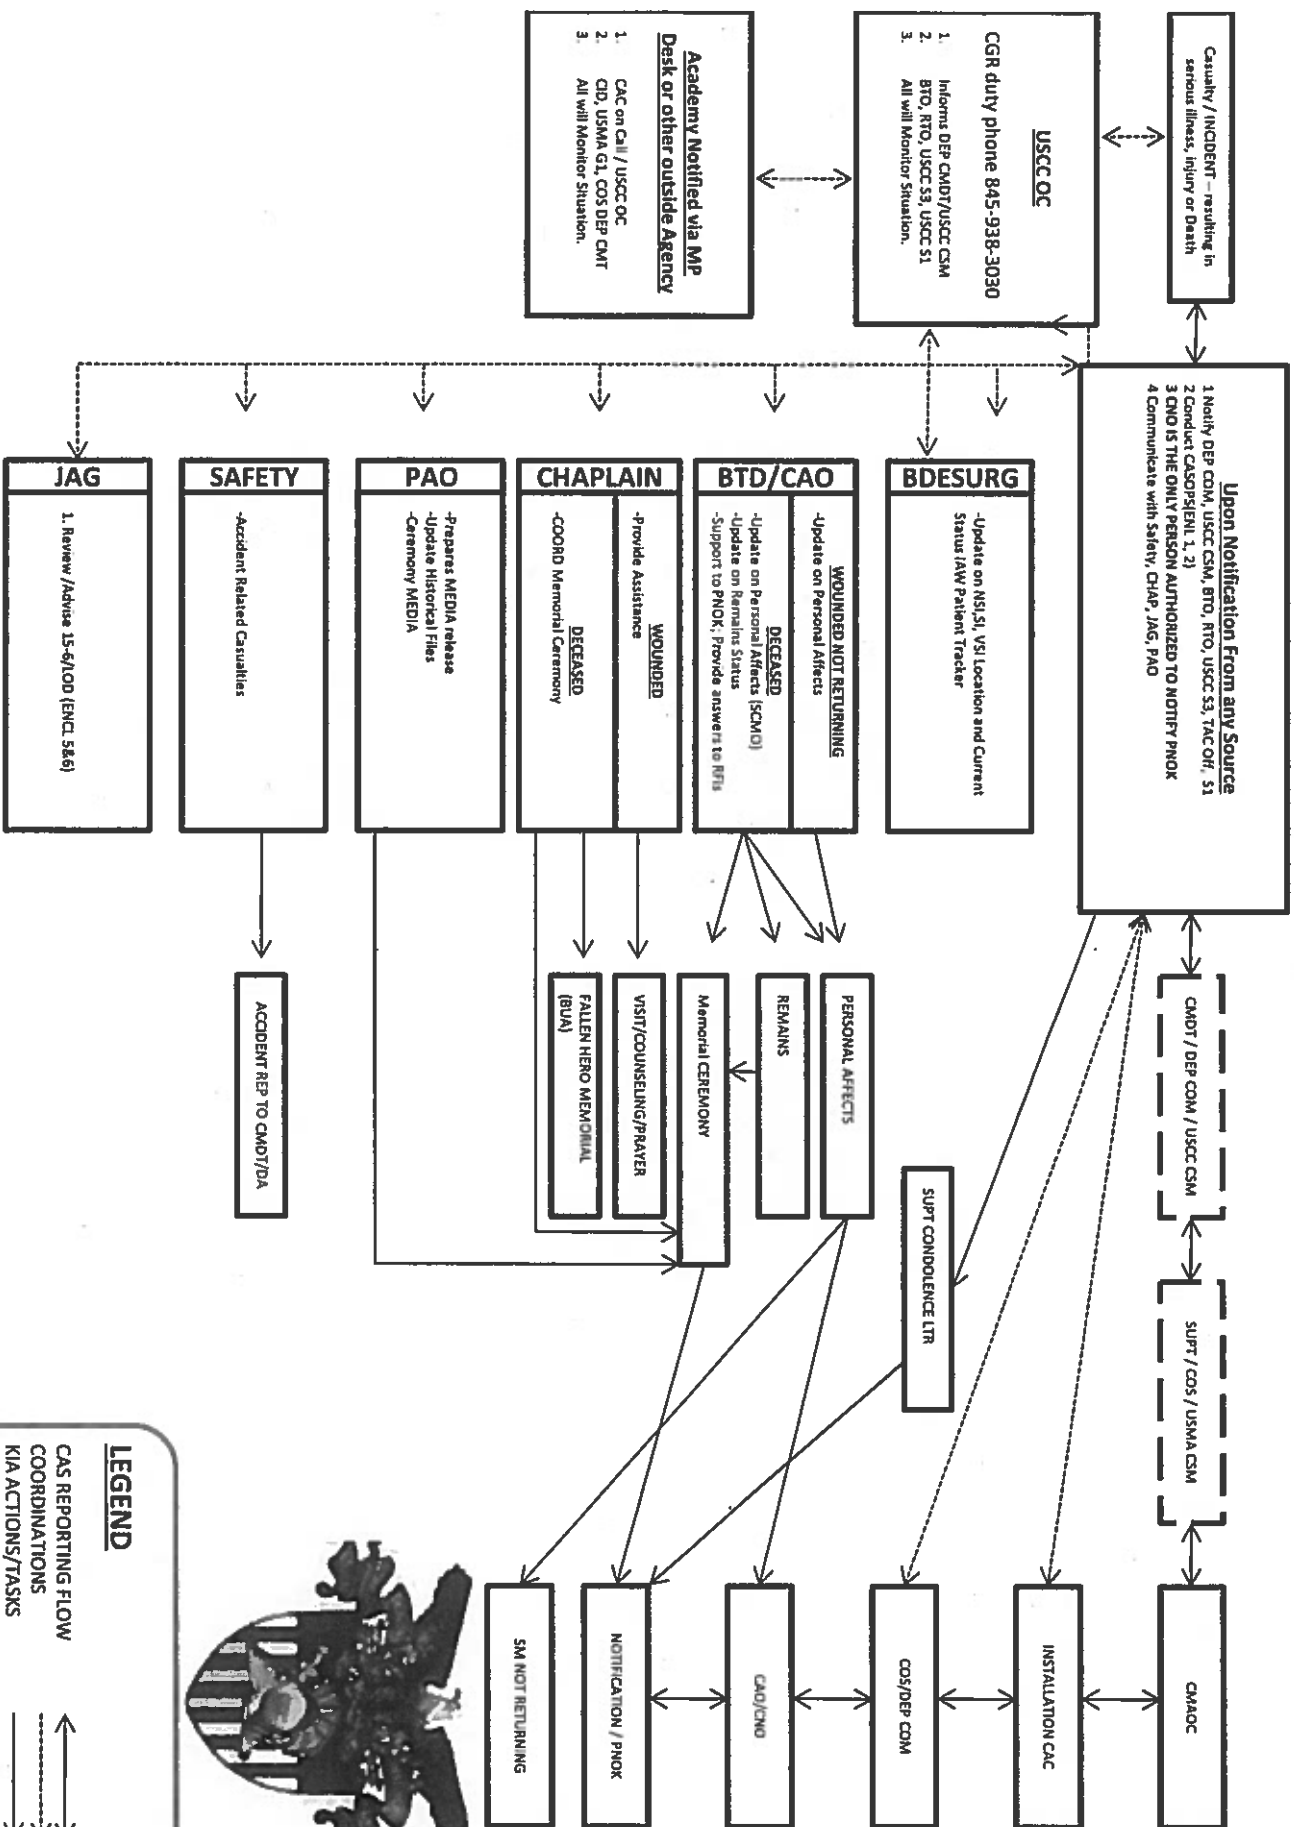 Casualty / INCIDENT – resulting in
serious illness, injury or Death
USCC OC
CGR duty phone 845-938-3030
1. Informs DEP CMDT/USCC CSM
2. BTO, RTO, USCC S3, USCC S1
3. All will Monitor Situation.
Academy Notified via MP
Desk or other outside Agency
1. CAC on Call / USCC OC
2. CID, USMA G1, COS DEP CMT
3. All will Monitor Situation.
Upon Notification From any Source
1 Notify DEP COM, USCC CSM, BTO, RTO, USCC S3, TAC Off, S1
2 Conduct CASOPS(ENL 1, 2)
3 CNO IS THE ONLY PERSON AUTHORIZED TO NOTIFY PNOK
4 Communicate with Safety, CHAP, JAG, PAO
CMDT / DEP COM / USCC CSM
SUPT / COS / USMA CSM
CMAOC
INSTALLATION CAC
COS/DEP COM
CAO/CNO
NOTIFICATION / PNOK
SM NOT RETURNING
SUPT CONDOLENCE LTR
BDESURG
-Update on NSI,SI, VSI Location and Current
Status IAW Patient Tracker
BTD/CAO
WOUNDED NOT RETURNING
-Update on Personal Affects
DECEASED
-Update on Personal Affects (SCMO)
-Update on Remains Status
-Support to PNOK; Provide answers to RFIs
PERSONAL AFFECTS
REMAINS
Memorial CEREMONY
CHAPLAIN
WOUNDED
-Provide Assistance
DECEASED
-COORD Memorial Ceremony
VISIT/COUNSELING/PRAYER
FALLEN HERO MEMORIAL
(BUA)
PAO
-Prepares MEDIA release
-Update Historical Files
-Ceremony MEDIA
SAFETY
-Accident Related Casualties
ACCIDENT REP TO CMDT/DA
JAG
1. Review /Advise 15-6/LOD (ENCL 5&6)
LEGEND
CAS REPORTING FLOW
COORDINATIONS
KIA ACTIONS/TASKS